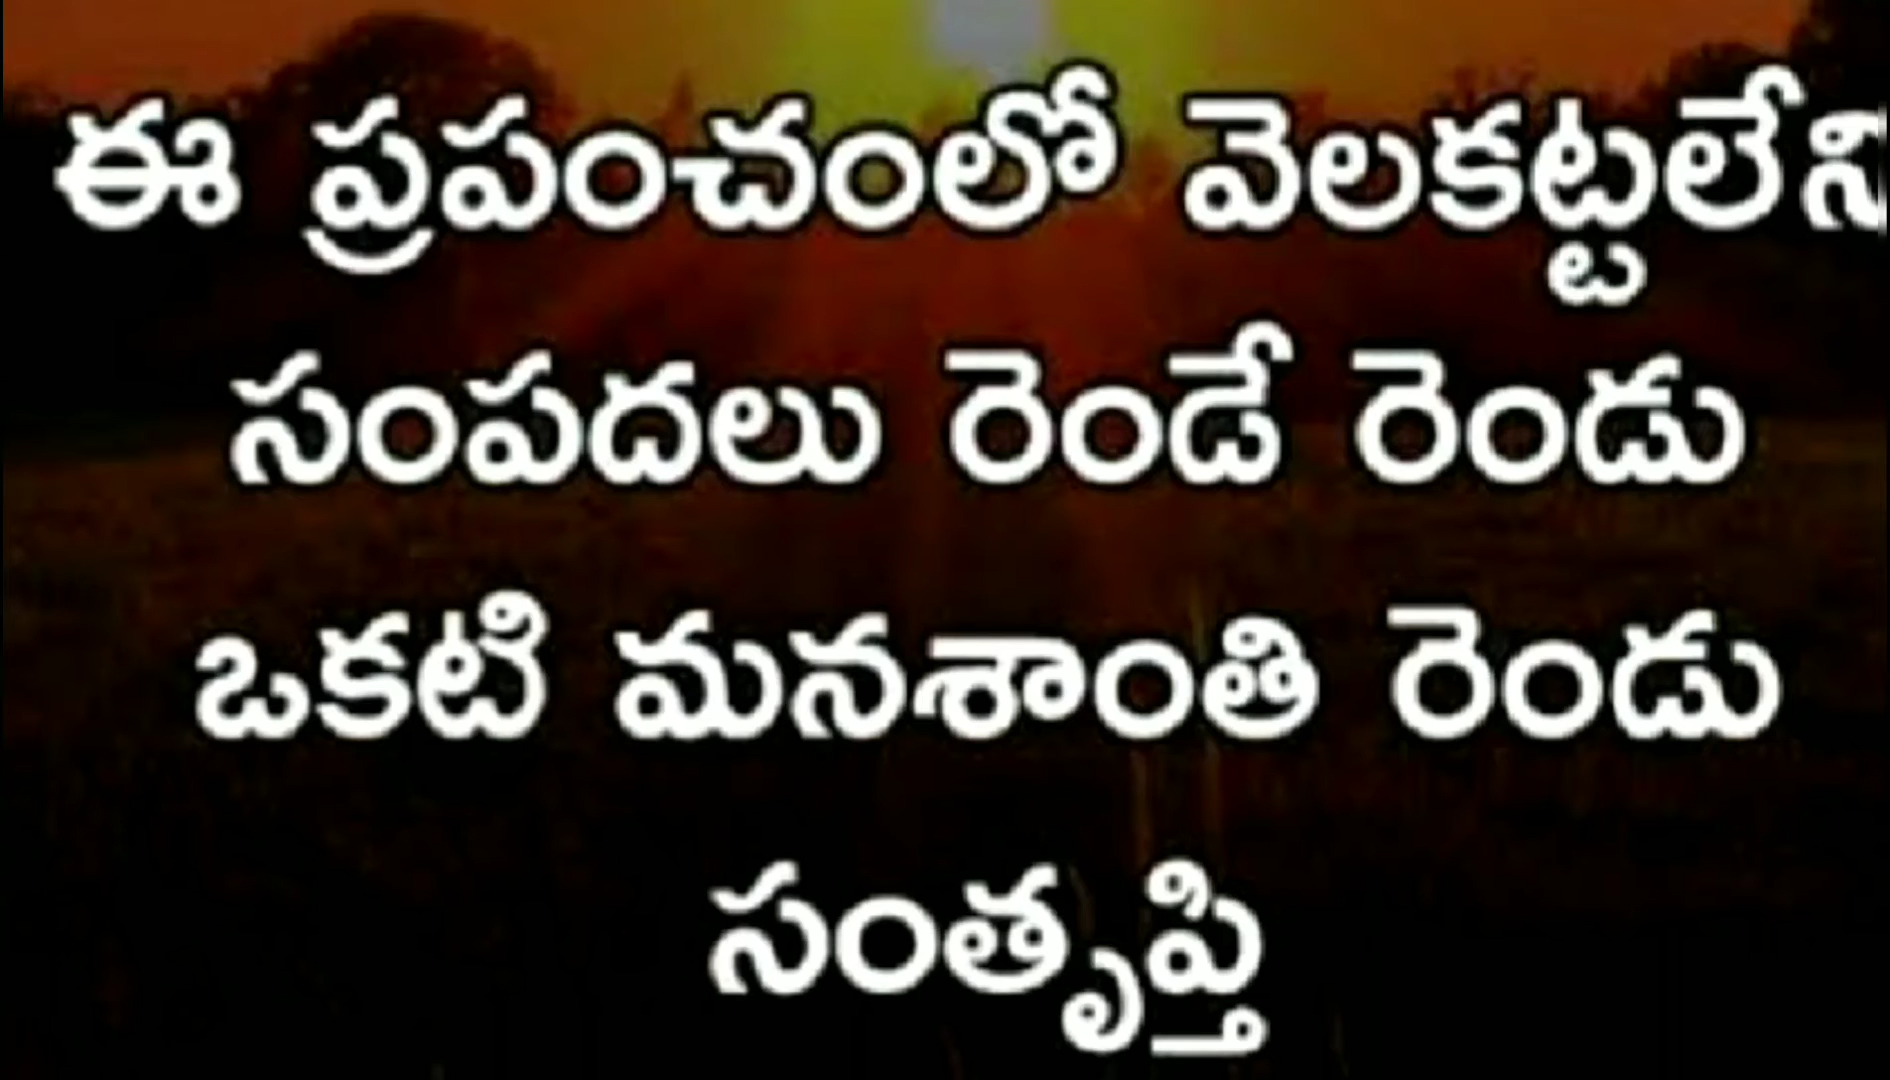 ఈ ప్రపంచంలో వెలకట్టలేని
సంపదలు రెండే రెండు
ఒకటి మనశాంతి రెండు
సంతృప్తి